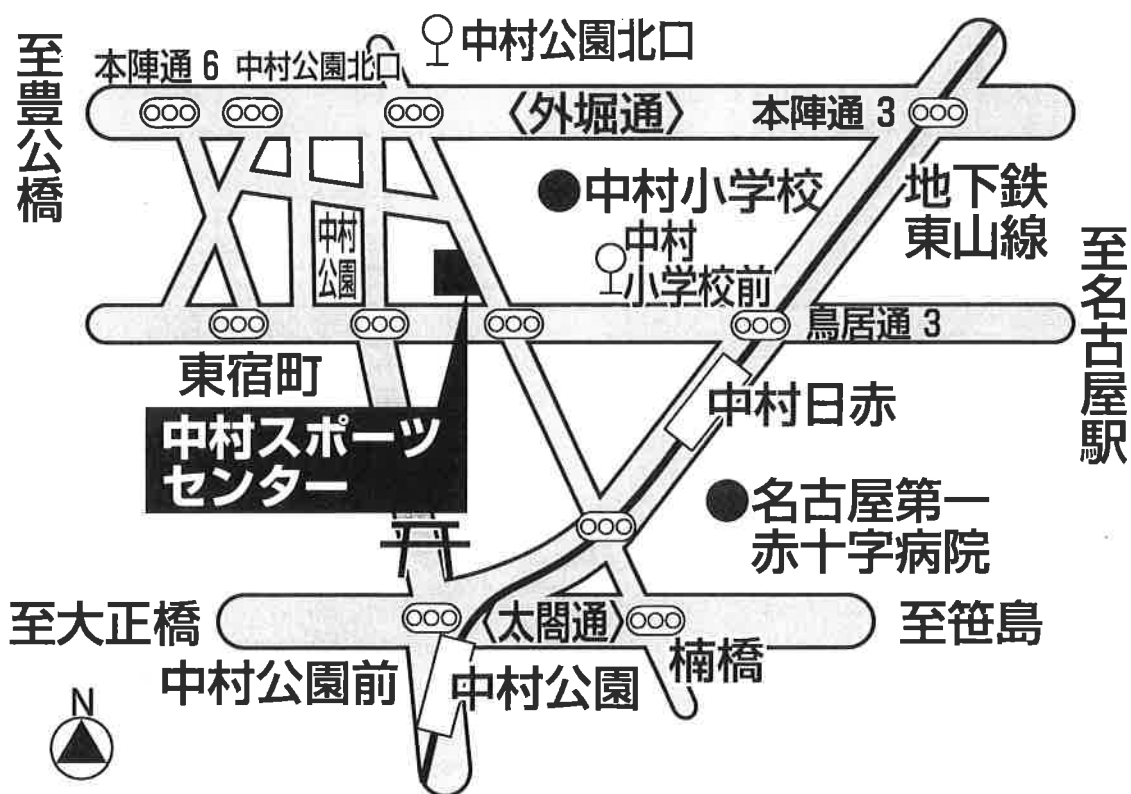 中村公園北口
至豊公橋
本陣通 6
中村公園北口
〈外堀通〉
本陣通 3
中村小学校
地下鉄
東山線
中村
公園
中村
小学校前
至名古屋駅
鳥居通 3
東宿町
中村日赤
中村スポーツ
センター
名古屋第一
赤十字病院
至大正橋
〈太閤通〉
至笹島
楠橋
中村公園前
中村公園
N